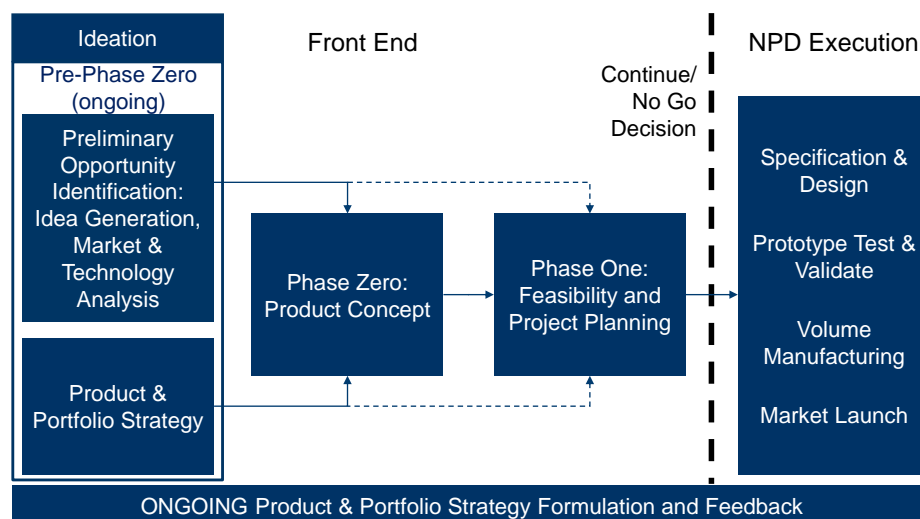 Ideation
Front End
NPD Execution
Pre-Phase Zero
(ongoing)
Continue/
No Go
Decision
Preliminary
Opportunity
Identification:
Idea Generation,
Market &
Technology
Analysis
Product &
Portfolio Strategy
Phase Zero:
Product Concept
Phase One:
Feasibility and
Project Planning
Specification &
Design
Prototype Test &
Validate
Volume
Manufacturing
Market Launch
ONGOING Product & Portfolio Strategy Formulation and Feedback